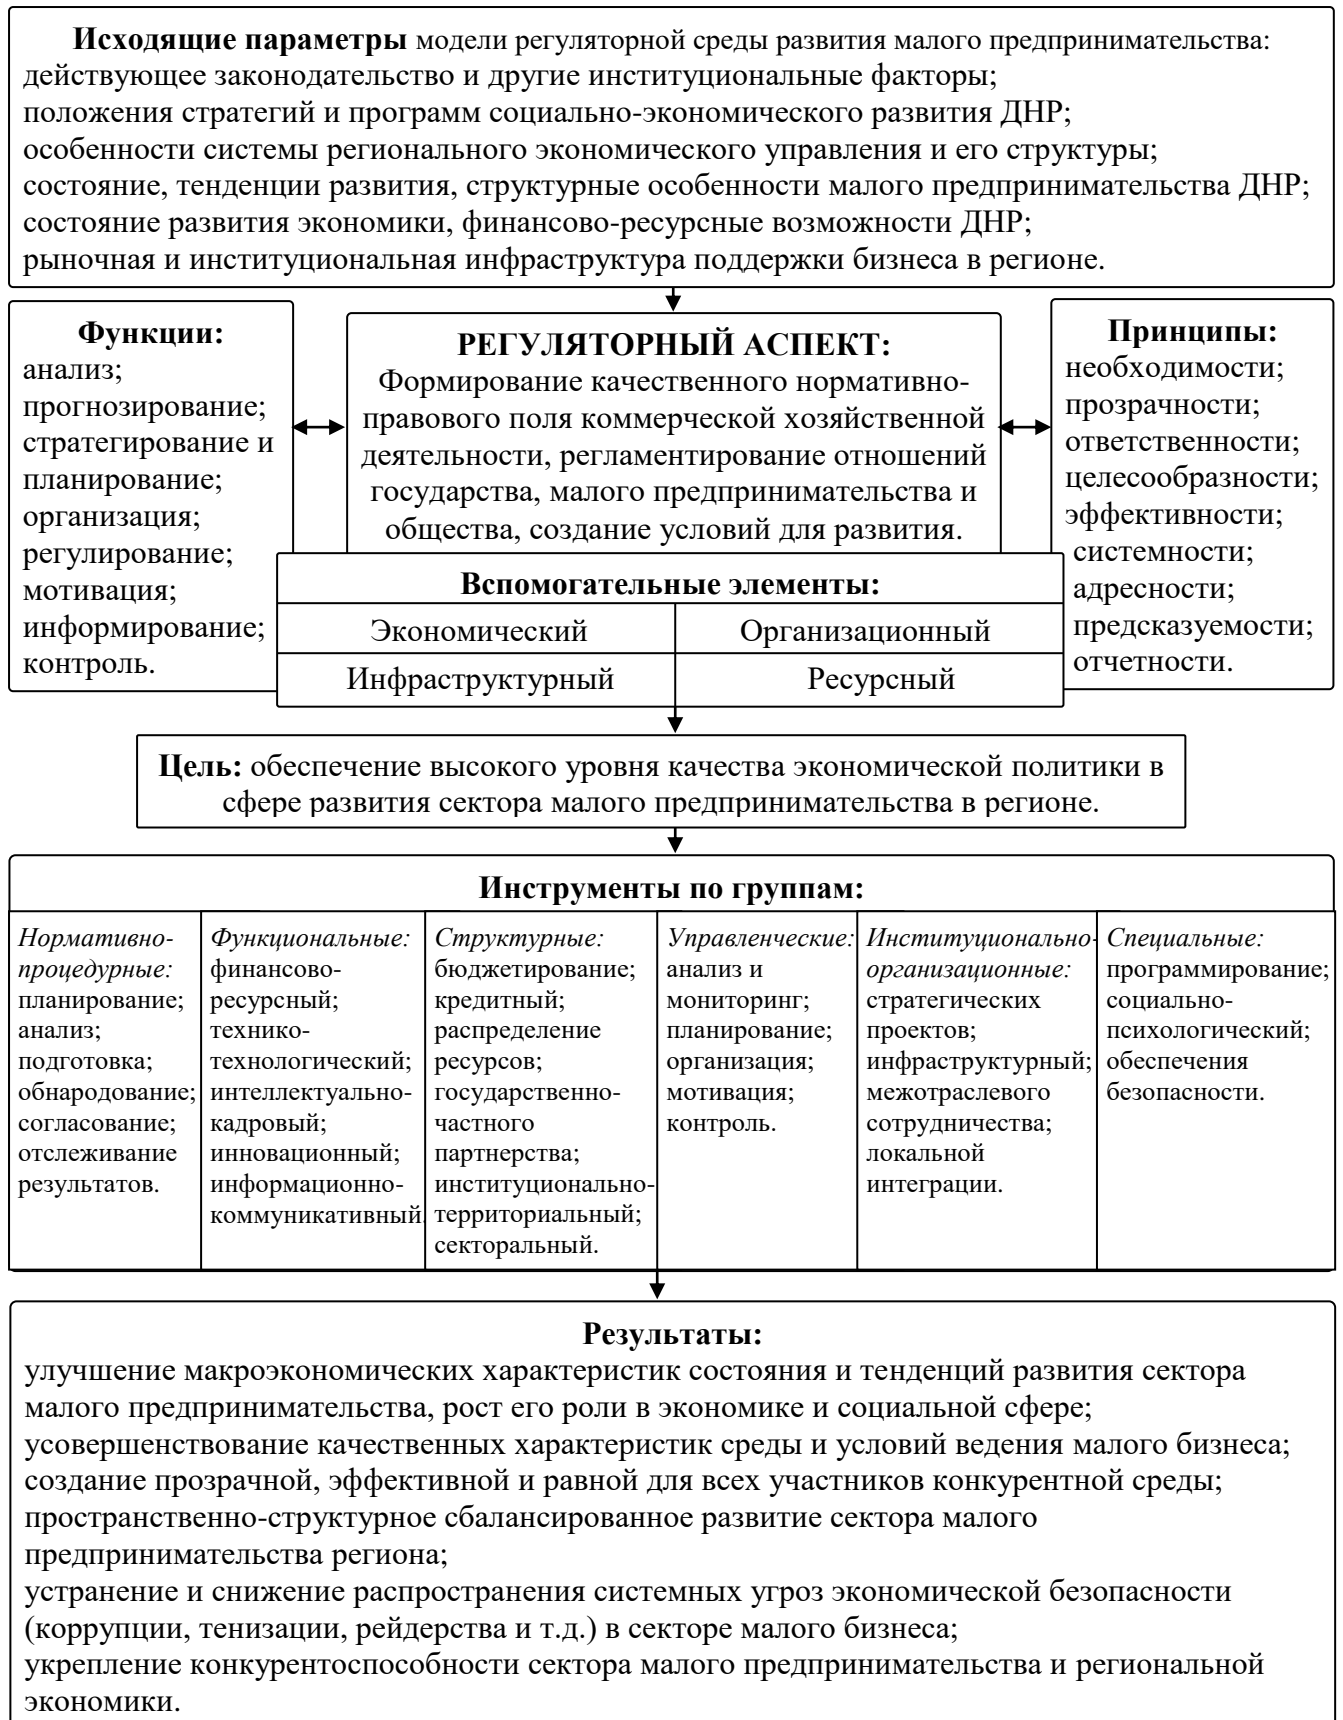 Исходящие параметры модели регуляторной среды развития малого предпринимательства:
действующее законодательство и другие институциональные факторы;
положения стратегий и программ социально-экономического развития ДНР;
особенности системы регионального экономического управления и его структуры;
состояние, тенденции развития, структурные особенности малого предпринимательства ДНР;
состояние развития экономики, финансово-ресурсные возможности ДНР;
рыночная и институциональная инфраструктура поддержки бизнеса в регионе.
Функции:
анализ;
прогнозирование;
стратегирование и
планирование;
организация;
регулирование;
мотивация;
информирование;
контроль.
РЕГУЛЯТОРНЫЙ АСПЕКТ:
Формирование качественного нормативно-
правового поля коммерческой хозяйственной
деятельности, регламентирование отношений
государства, малого предпринимательства и
общества, создание условий для развития.
Принципы:
необходимости;
прозрачности;
ответственности;
целесообразности;
эффективности;
системности;
адресности;
предсказуемости;
отчетности.
Вспомогательные элементы:
Экономический
Организационный
Инфраструктурный
Ресурсный
Цель: обеспечение высокого уровня качества экономической политики в
сфере развития сектора малого предпринимательства в регионе.
Инструменты по группам:
Нормативно-
процедурные:
планирование;
анализ;
подготовка;
обнародование;
согласование;
отслеживание
результатов.
Функциональные:
финансово-
ресурсный;
технико-
технологический;
интеллектуально-
кадровый;
инновационный;
информационно-
коммуникативный.
Структурные:
бюджетирование;
кредитный;
распределение
ресурсов;
государственно-
частного
партнерства;
институционально-
территориальный;
секторальный.
Управленческие:
анализ и
мониторинг;
планирование;
организация;
мотивация;
контроль.
Институционально-
организационные:
стратегических
проектов;
инфраструктурный;
межотраслевого
сотрудничества;
локальной
интеграции.
Специальные:
программирование;
социально-
психологический;
обеспечения
безопасности.
Результаты:
улучшение макроэкономических характеристик состояния и тенденций развития сектора
малого предпринимательства, рост его роли в экономике и социальной сфере;
усовершенствование качественных характеристик среды и условий ведения малого бизнеса;
создание прозрачной, эффективной и равной для всех участников конкурентной среды;
пространственно-структурное сбалансированное развитие сектора малого
предпринимательства региона;
устранение и снижение распространения системных угроз экономической безопасности
(коррупции, тенизации, рейдерства и т.д.) в секторе малого бизнеса;
укрепление конкурентоспособности сектора малого предпринимательства и региональной
экономики.